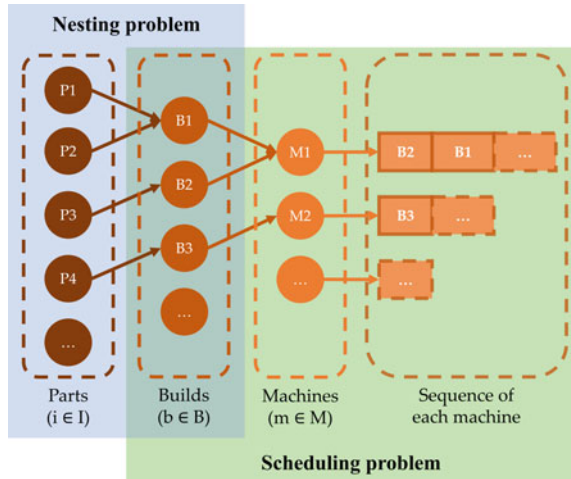 Nesting problem
P1
P2
P3
P4
...
B1
B2
B3
...
M1
M2
...
B2 B1 ...
B3 ...
...
Parts
(i ∈ I)
Builds
(b ∈ B)
Machines
(m ∈ M)
Sequence of
each machine
Scheduling problem